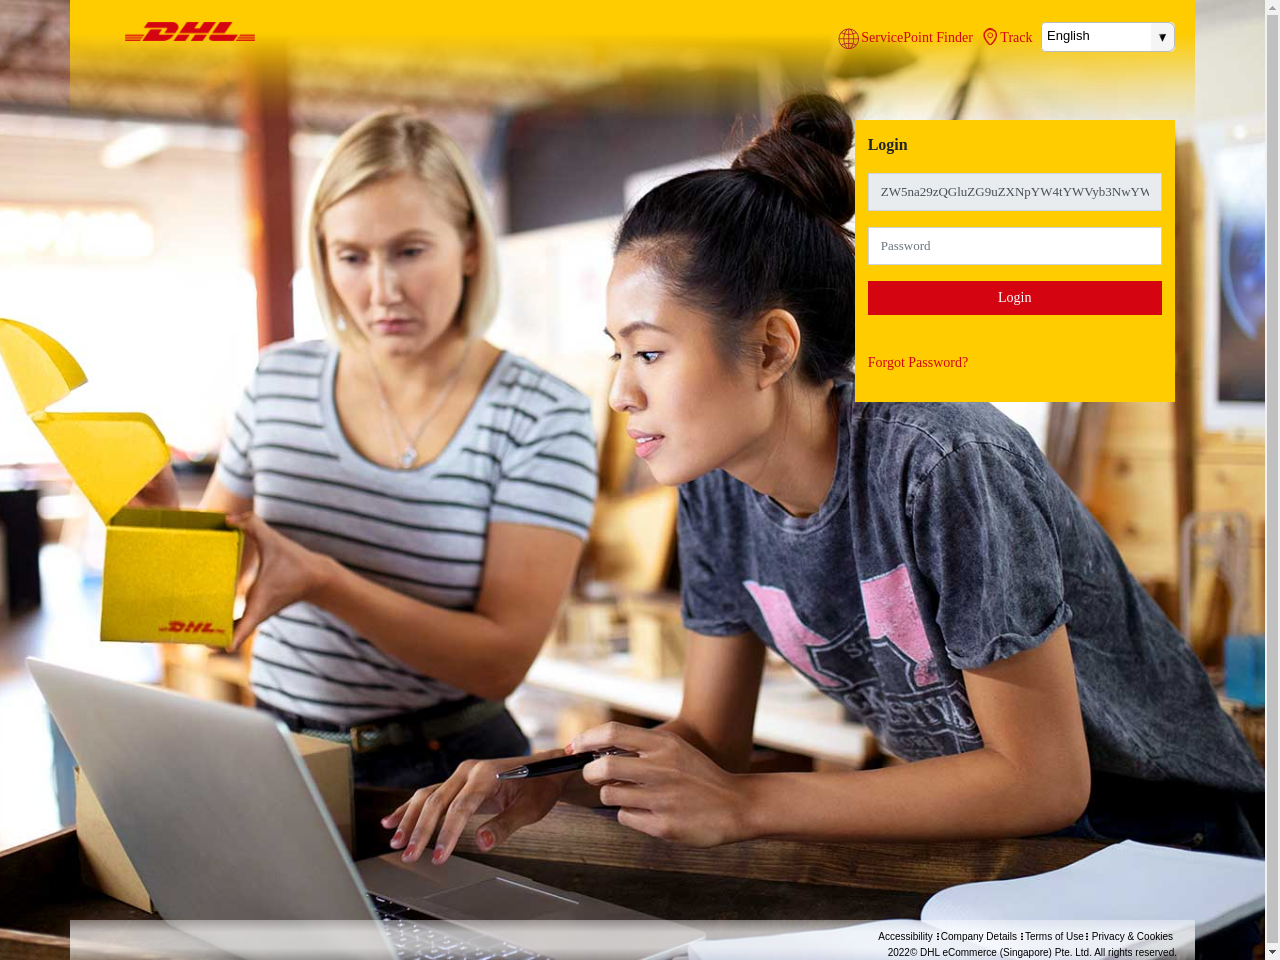 DHL
ServicePoint Finder
Track
English
Login
ZW5na29zQGluZG9uZXNpYW4tYWVyb3NwYW
Password
Login
Forgot Password?
DHL
Accessibility
Company Details
Terms of Use
Privacy & Cookies
2022© DHL eCommerce (Singapore) Pte. Ltd. All rights reserved.